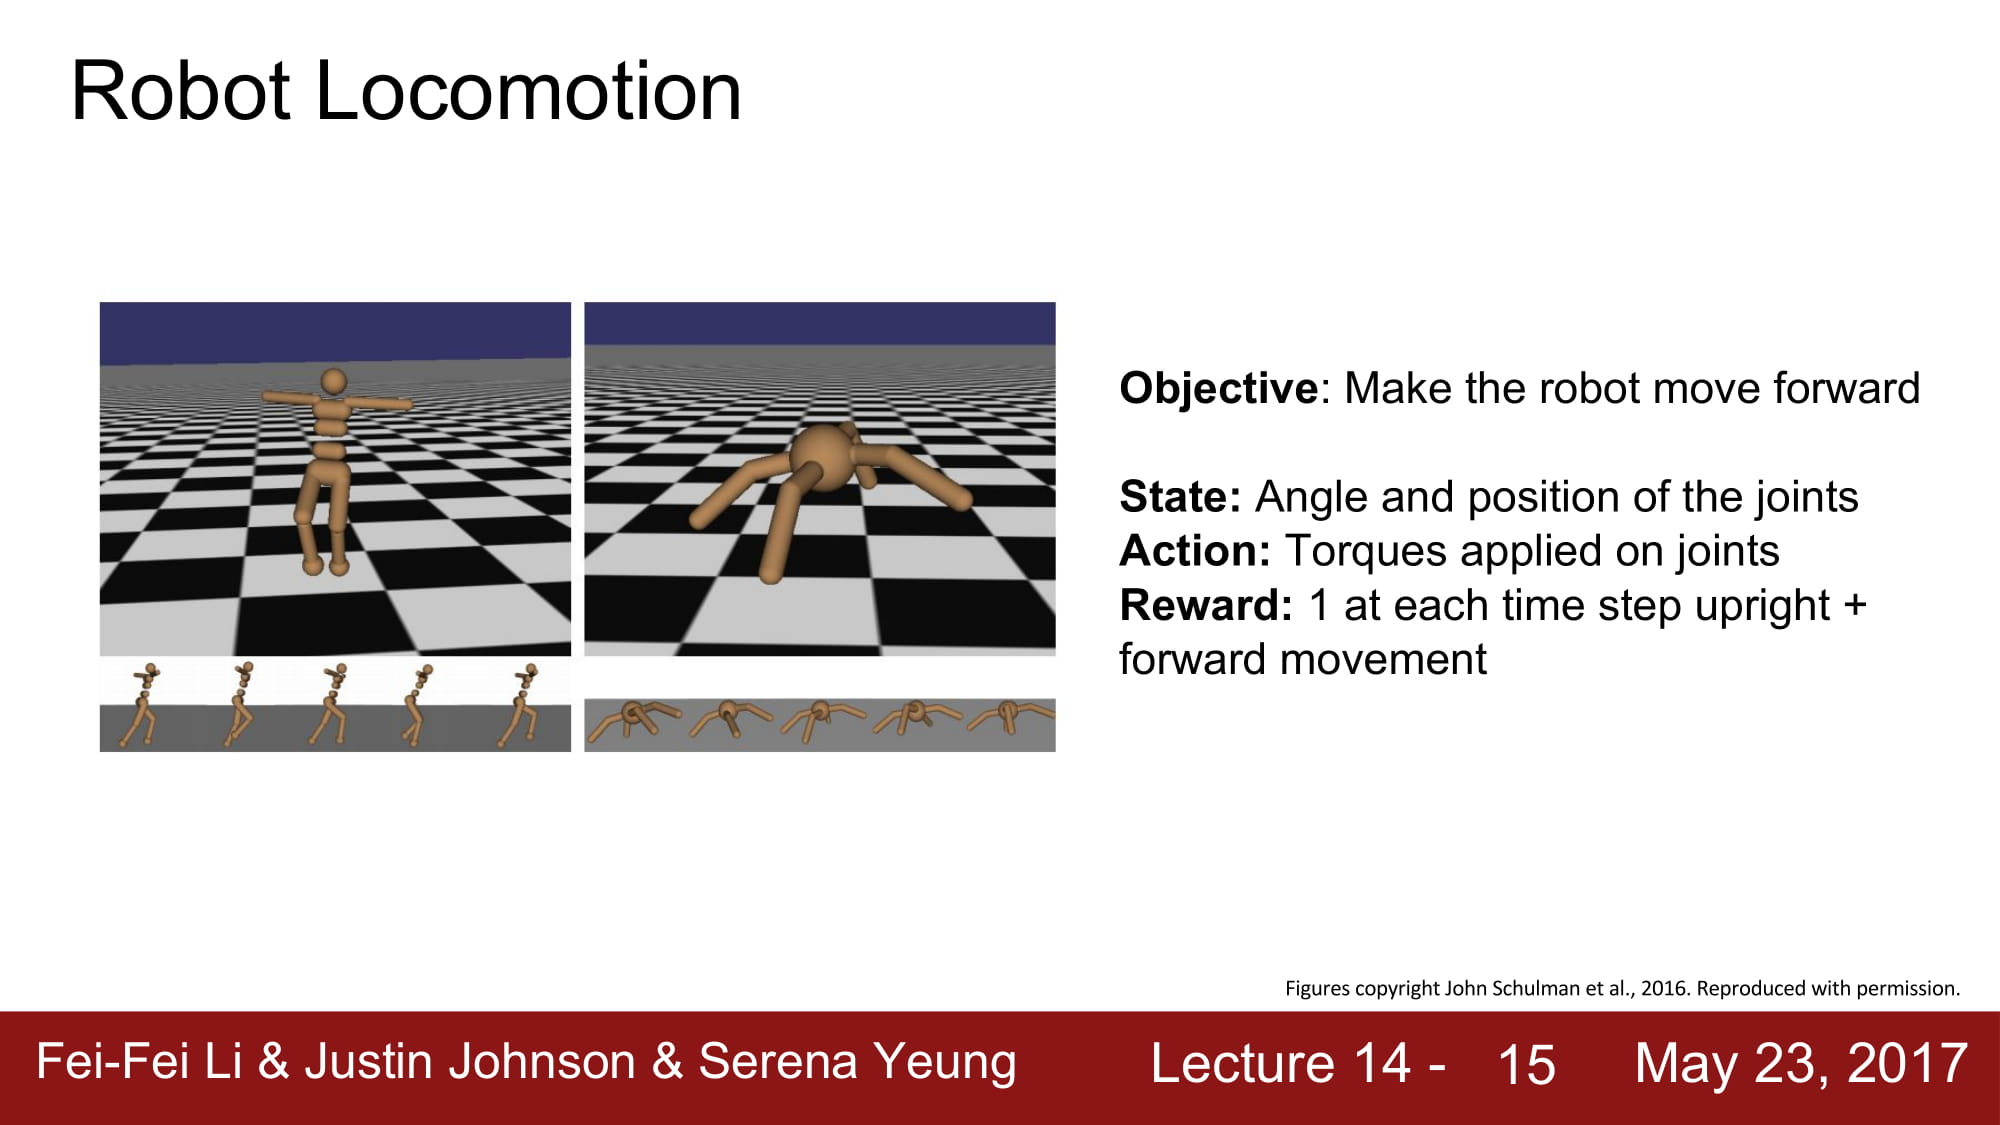 Robot Locomotion
Objective: Make the robot move forward
State: Angle and position of the joints
Action: Torques applied on joints
Reward: 1 at each time step upright +
forward movement
Figures copyright John Schulman et al., 2016. Reproduced with permission.
Fei-Fei Li & Justin Johnson & Serena Yeung Lecture 14 - 15 May 23, 2017